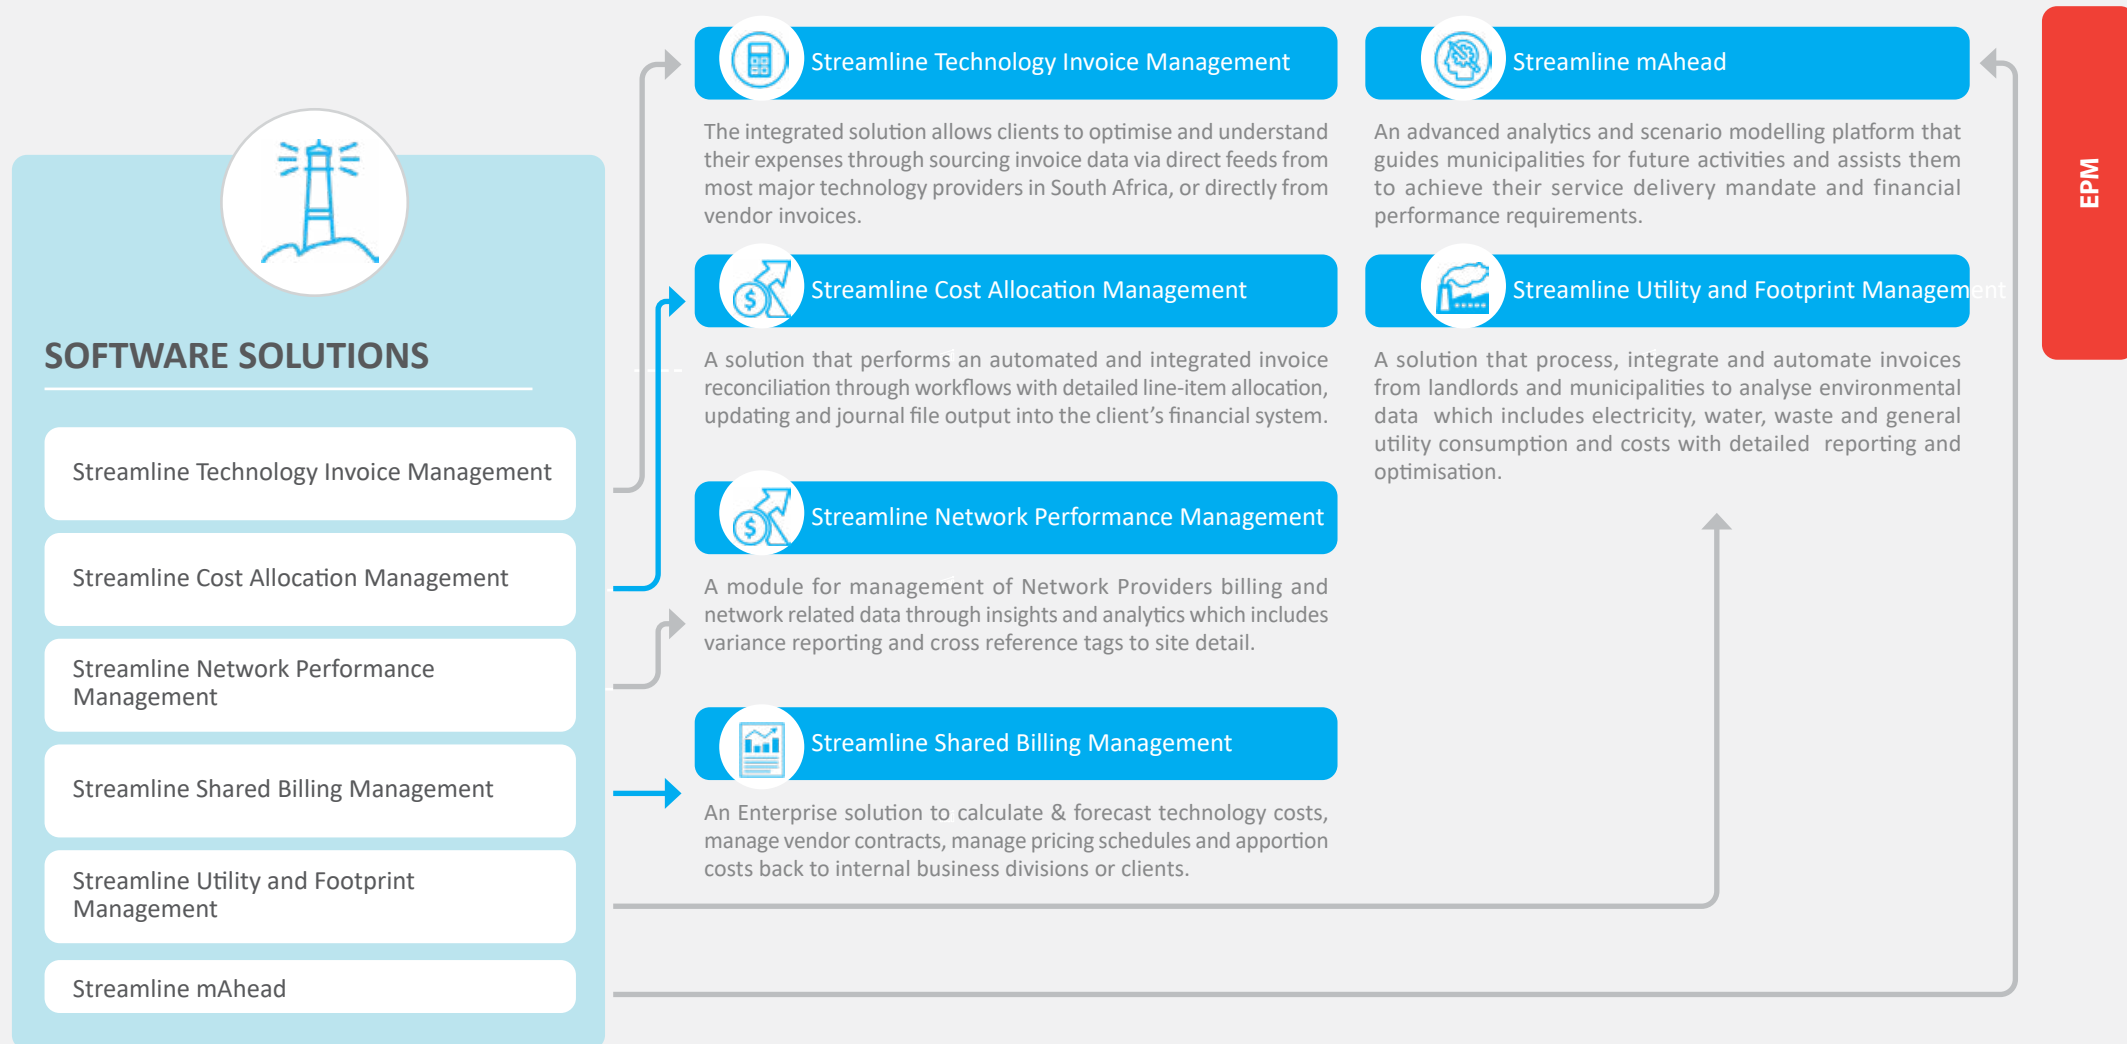 SOFTWARE SOLUTIONS
Streamline Technology Invoice Management
Streamline Cost Allocation Management
Streamline Network Performance
Management
Streamline Shared Billing Management
Streamline Utility and Footprint
Management
Streamline mAhead
Streamline Technology Invoice Management
The integrated solution allows clients to optimise and understand
their expenses through sourcing invoice data via direct feeds from
most major technology providers in South Africa, or directly from
vendor invoices.
Streamline Cost Allocation Management
A solution that performs an automated and integrated invoice
reconciliation through workflows with detailed line-item allocation,
updating and journal file output into the client's financial system.
Streamline Network Performance Management
A module for management of Network Providers billing and
network related data through insights and analytics which includes
variance reporting and cross reference tags to site detail.
Streamline Shared Billing Management
An Enterprise solution to calculate & forecast technology costs,
manage vendor contracts, manage pricing schedules and apportion
costs back to internal business divisions or clients.
Streamline mAhead
An advanced analytics and scenario modelling platform that
guides municipalities for future activities and assists them
to achieve their service delivery mandate and financial
performance requirements.
Streamline Utility and Footprint Management
A solution that process, integrate and automate invoices
from landlords and municipalities to analyse environmental
data which includes electricity, water, waste and general
utility consumption and costs with detailed reporting and
optimisation.
EPM